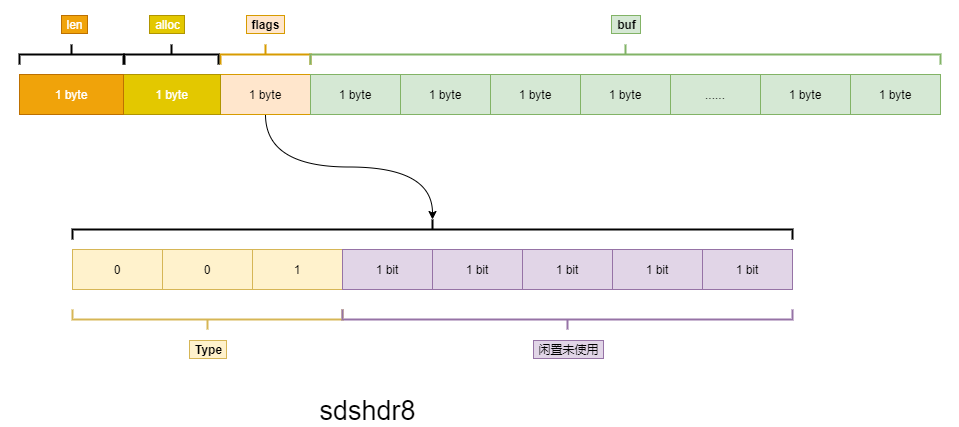 len alloc flags buf
1 byte 1 byte 1 byte 1 byte 1 byte 1 byte 1 byte ...... 1 byte 1 byte
0 0 1 1 bit 1 bit 1 bit 1 bit 1 bit
Type 闲置未使用
sdshdr8